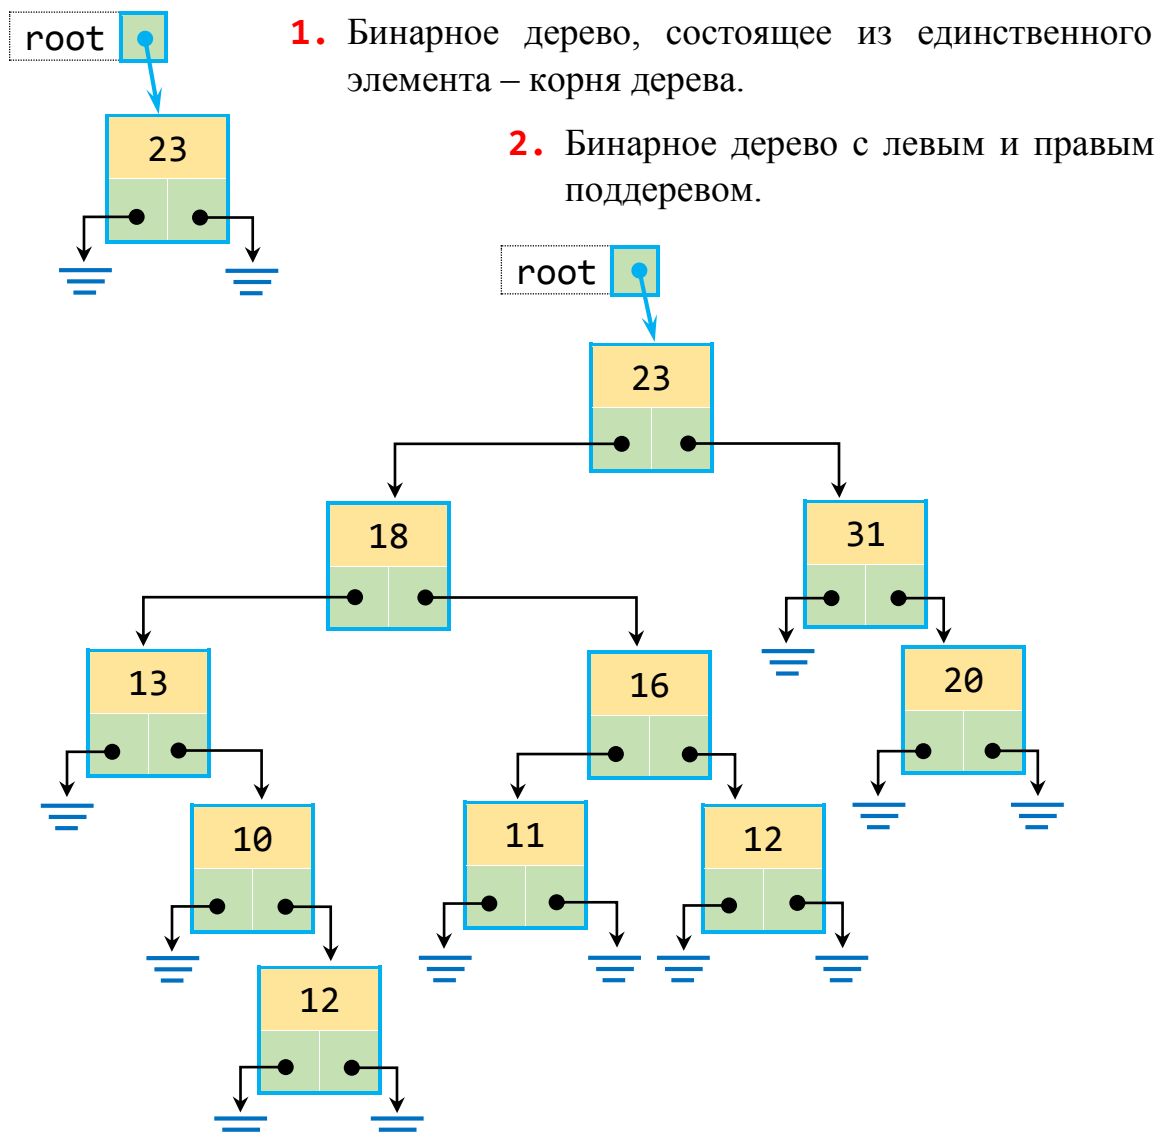 root
1. Бинарное дерево, состоящее из единственного
элемента – корня дерева.
23
2. Бинарное дерево с левым и правым
поддеревом.
root
23
18
31
13
16
20
10
11
12
12